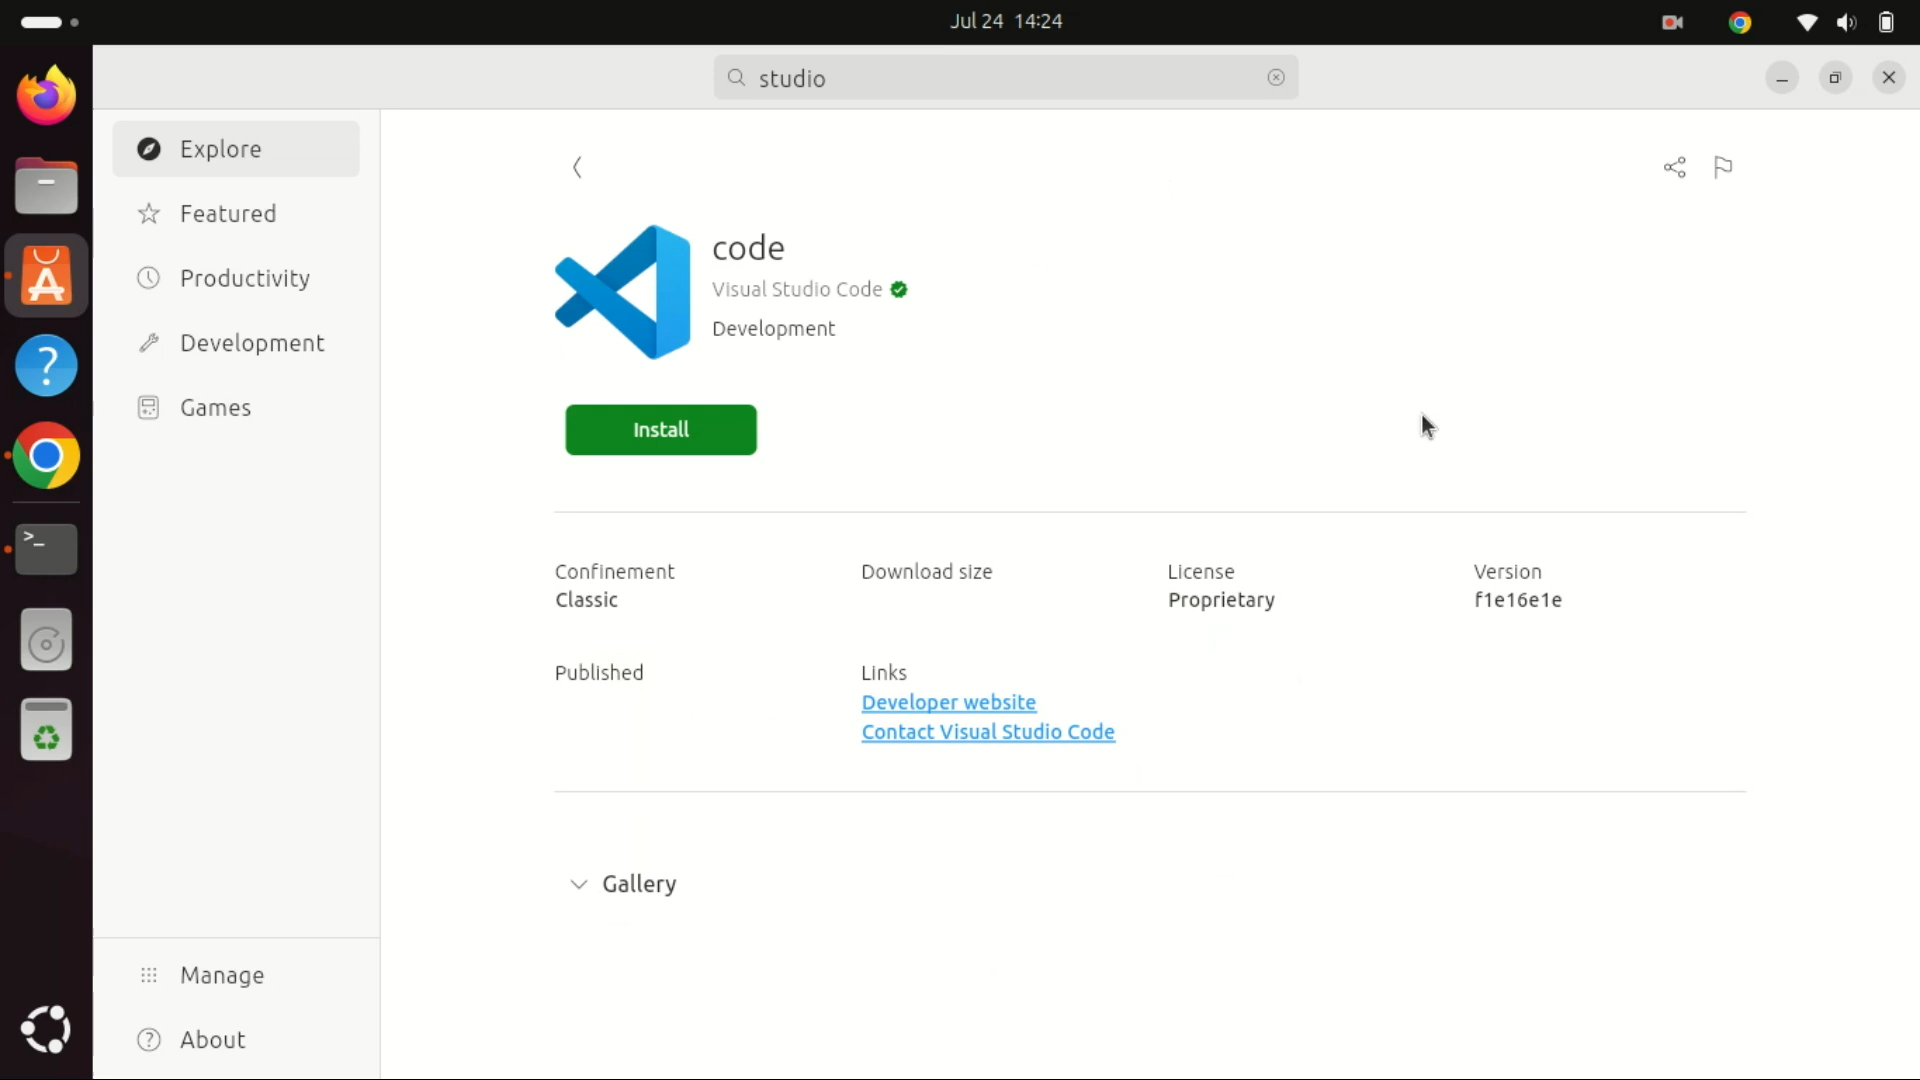 Jul 24 14:24
studio
Explore
Featured
Productivity
Development
Games
Manage
About
code
Visual Studio Code
Development
Install
Confinement
Classic
Download size
License
Proprietary
Version
f1e16e1e
Published
Links
Developer website
Contact Visual Studio Code
Gallery